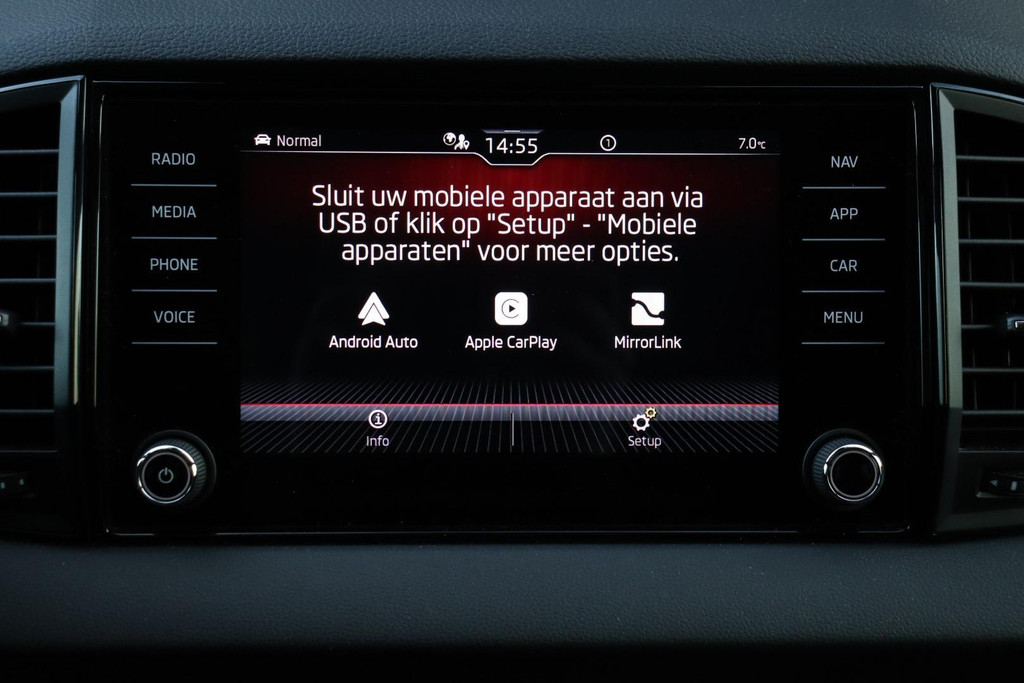 Normal
14:55
1
7.0°C
RADIO
MEDIA
PHONE
VOICE
Sluit uw mobiele apparaat aan via
USB of klik op "Setup" - "Mobiele
apparaten" voor meer opties.
Android Auto
Apple CarPlay
MirrorLink
Info
Setup
NAV
APP
CAR
MENU